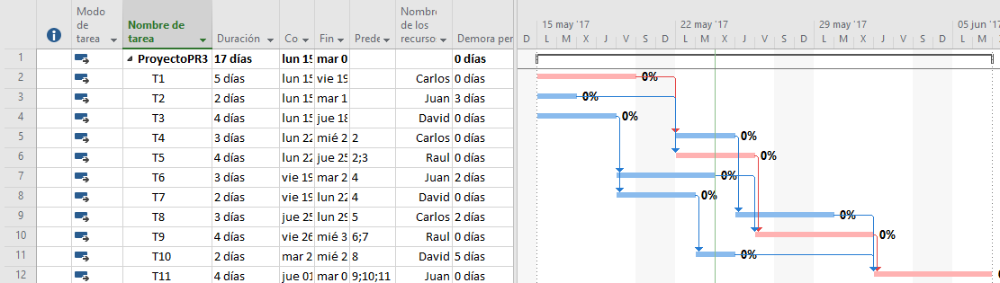 Modo de tarea
Nombre de tarea
Duración
Co
Fin
Prede
Nombre de los recurso
Demora per
15 may '17
22 may '17
29 may '17
05 jun '17
D L M X J V S D L M X J V S D L M X J V S D L M X
1 ProyectoPR3 17 días lun 15 mar 0 0 días
2 T1 5 días lun 15 vie 19 Carlos 0 días 0%
3 T2 2 días lun 15 mar 1 Juan 3 días 0%
4 T3 4 días lun 15 jue 18 David 0 días 0%
5 T4 3 días lun 22 mié 2 2 Carlos 0 días 0%
6 T5 4 días lun 22 jue 25 2;3 Raul 0 días 0%
7 T6 3 días vie 19 mar 2 4 Juan 2 días 0%
8 T7 2 días vie 19 lun 22 4 David 0 días 0%
9 T8 3 días jue 25 lun 29 5 Carlos 2 días 0%
10 T9 4 días vie 26 mié 3 6;7 Raul 0 días 0%
11 T10 2 días mar 2 mié 2 8 David 5 días 0%
12 T11 4 días jue 01 mar 0 9;10;11 Juan 0 días